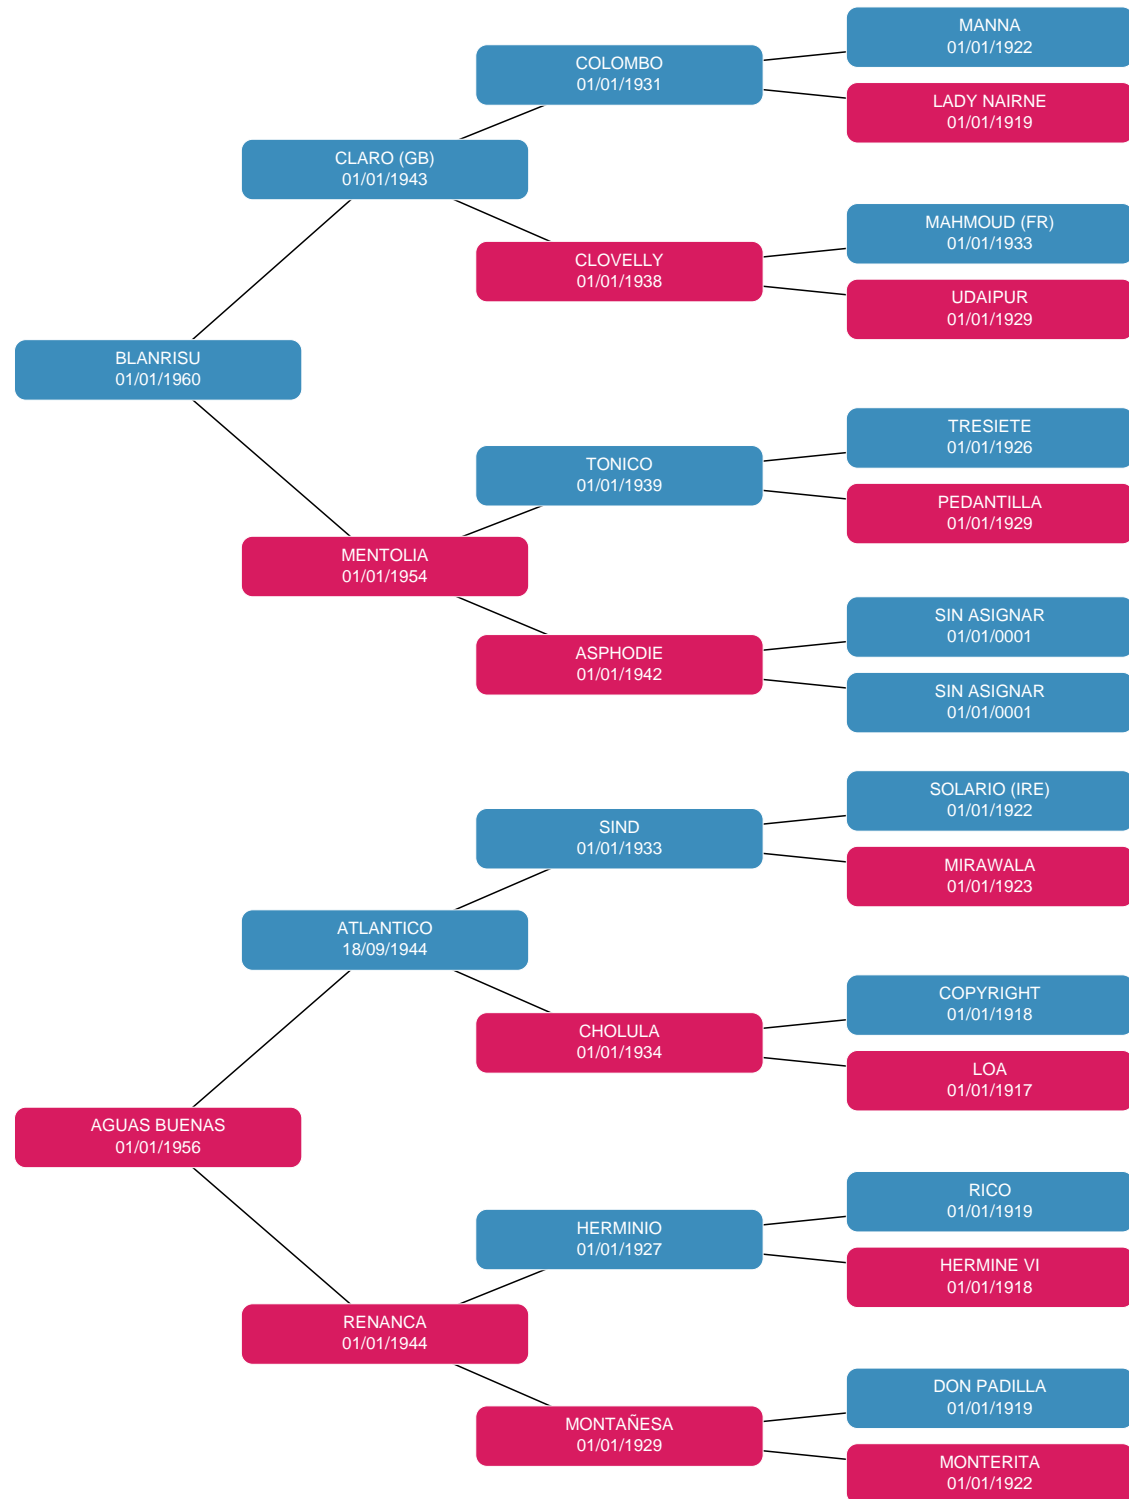 MANNA
01/01/1922
COLOMBO
01/01/1931
LADY NAIRNE
01/01/1919
CLARO (GB)
01/01/1943
MAHMOUD (FR)
01/01/1933
CLOVELLY
01/01/1938
UDAIPUR
01/01/1929
BLANRISU
01/01/1960
TRESIETE
01/01/1926
TONICO
01/01/1939
PEDANTILLA
01/01/1929
MENTOLIA
01/01/1954
SIN ASIGNAR
01/01/0001
ASPHODIE
01/01/1942
SIN ASIGNAR
01/01/0001
SOLARIO (IRE)
01/01/1922
SIND
01/01/1933
MIRAWALA
01/01/1923
ATLANTICO
18/09/1944
COPYRIGHT
01/01/1918
CHOLULA
01/01/1934
LOA
01/01/1917
AGUAS BUENAS
01/01/1956
RICO
01/01/1919
HERMINIO
01/01/1927
HERMINE VI
01/01/1918
RENANCA
01/01/1944
DON PADILLA
01/01/1919
MONTAÑESA
01/01/1929
MONTERITA
01/01/1922